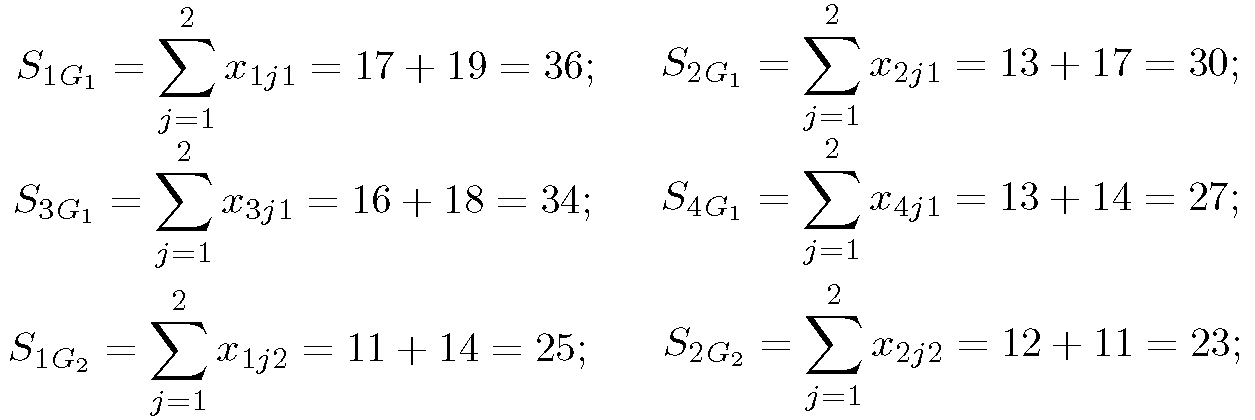 $S_{1G_1} = \sum_{j=1}^{2} x_{1j1} = 17 + 19 = 36;$ $S_{2G_1} = \sum_{j=1}^{2} x_{2j1} = 13 + 17 = 30;$
$S_{3G_1} = \sum_{j=1}^{2} x_{3j1} = 16 + 18 = 34;$ $S_{4G_1} = \sum_{j=1}^{2} x_{4j1} = 13 + 14 = 27;$
$S_{1G_2} = \sum_{j=1}^{2} x_{1j2} = 11 + 14 = 25;$ $S_{2G_2} = \sum_{j=1}^{2} x_{2j2} = 12 + 11 = 23;$